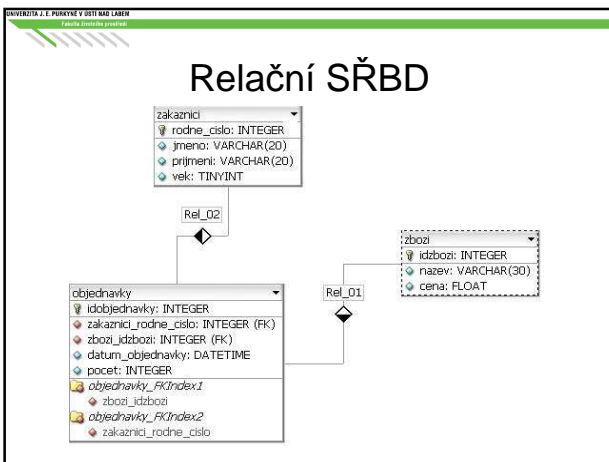 UNIVERZITA J. E. PURKYNĚ V ÚSTÍ NAD LABEM
Fakulta životního prostředí
Relační SŘBD
zakaznici
rodne_cislo: INTEGER
jmeno: VARCHAR(20)
prijmeni: VARCHAR(20)
vek: TINYINT
Rel_02
zbozi
idzbozi: INTEGER
nazev: VARCHAR(30)
cena: FLOAT
Rel_01
objednavky
idobjednavky: INTEGER
zakaznici_rodne_cislo: INTEGER (FK)
zbozi_idzbozi: INTEGER (FK)
datum_objednavky: DATETIME
pocet: INTEGER
objednavky_FKIndex1
zbozi_idzbozi
objednavky_FKIndex2
zakaznici_rodne_cislo